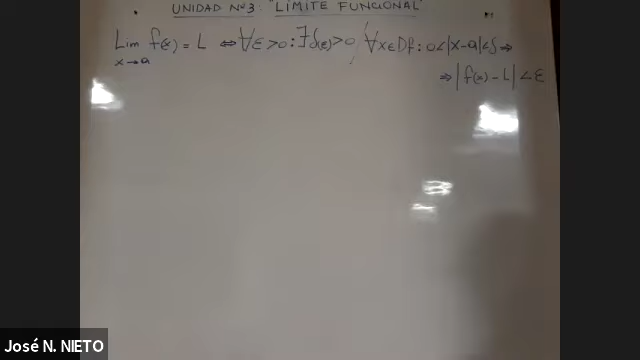 UNIDAD Nº3: "LÍMITE FUNCIONAL"
Lim f(x) = L ⇔ ∀ε>0: ∃δ(ε)>0 / ∀x∈Df: 0<|x-a|<δ ⇒
x→a
⇒ |f(x) - L| < ε
José N. NIETO